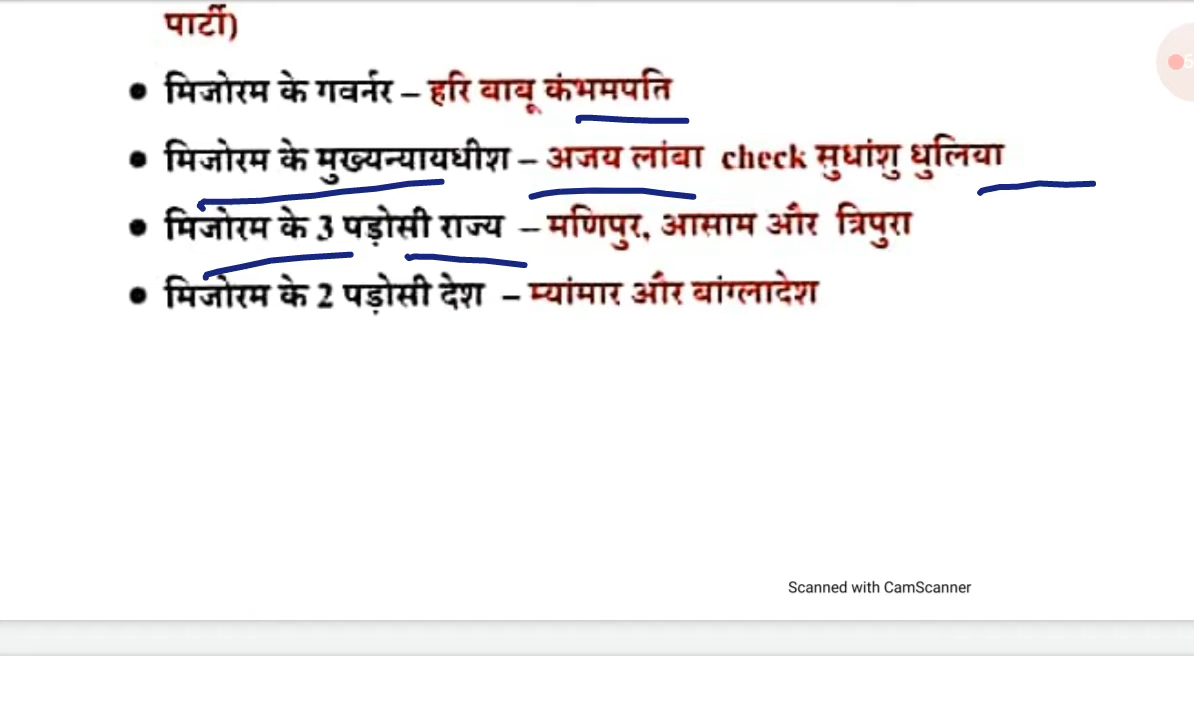 पार्टी)
• मिजोरम के गवर्नर – हरि बाबू कंभमपति
• मिजोरम के मुख्यन्यायधीश – अजय लांबा check सुधांशु धुलिया
• मिजोरम के 3 पड़ोसी राज्य – मणिपुर, आसाम और त्रिपुरा
• मिजोरम के 2 पड़ोसी देश – म्यांमार और बांग्लादेश
Scanned with CamScanner